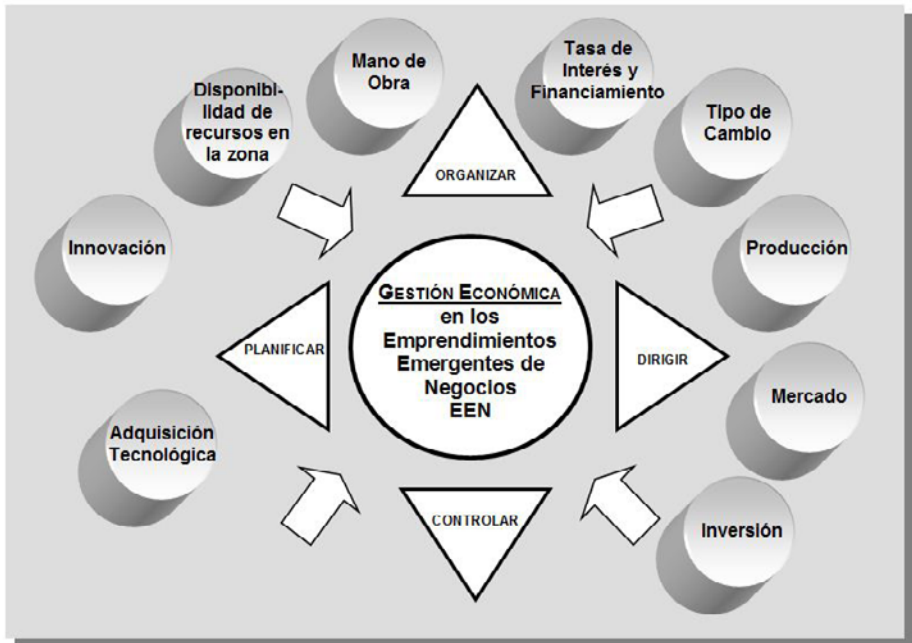 Mano de
Obra
Tasa de
Interés y
Financiamiento
Disponibi-
lidad de
recursos en
la zona
Tipo de
Cambio
ORGANIZAR
Innovación
Producción
GESTIÓN ECONÓMICA
en los
Emprendimientos
Emergentes de
Negocios
EEN
PLANIFICAR
DIRIGIR
Mercado
Adquisición
Tecnológica
CONTROLAR
Inversión